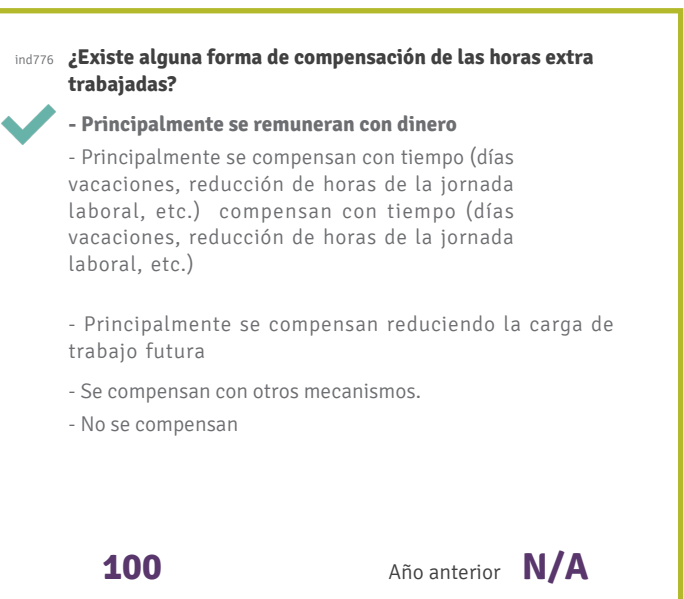 ind776 ¿Existe alguna forma de compensación de las horas extra
trabajadas?
- Principalmente se remuneran con dinero
- Principalmente se compensan con tiempo (días
vacaciones, reducción de horas de la jornada
laboral, etc.) compensan con tiempo (días
vacaciones, reducción de horas de la jornada
laboral, etc.)
- Principalmente se compensan reduciendo la carga de
trabajo futura
- Se compensan con otros mecanismos.
- No se compensan
100 Año anterior N/A